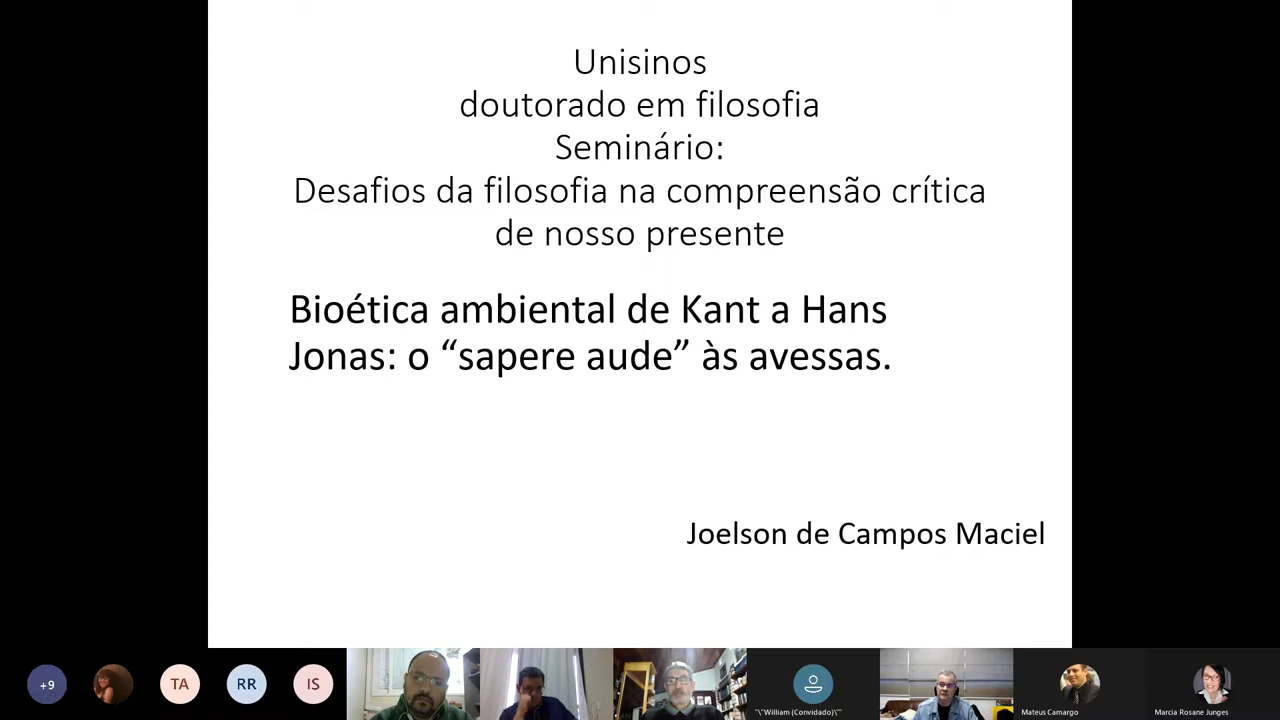 Unisinos
doutorado em filosofia
Seminário:
Desafios da filosofia na compreensão crítica
de nosso presente
Bioética ambiental de Kant a Hans
Jonas: o “sapere aude” às avessas.
Joelson de Campos Maciel
+9
TA
RR
IS
"\"William (Convidado)\""
Mateus Camargo
Marcia Rosane Junges